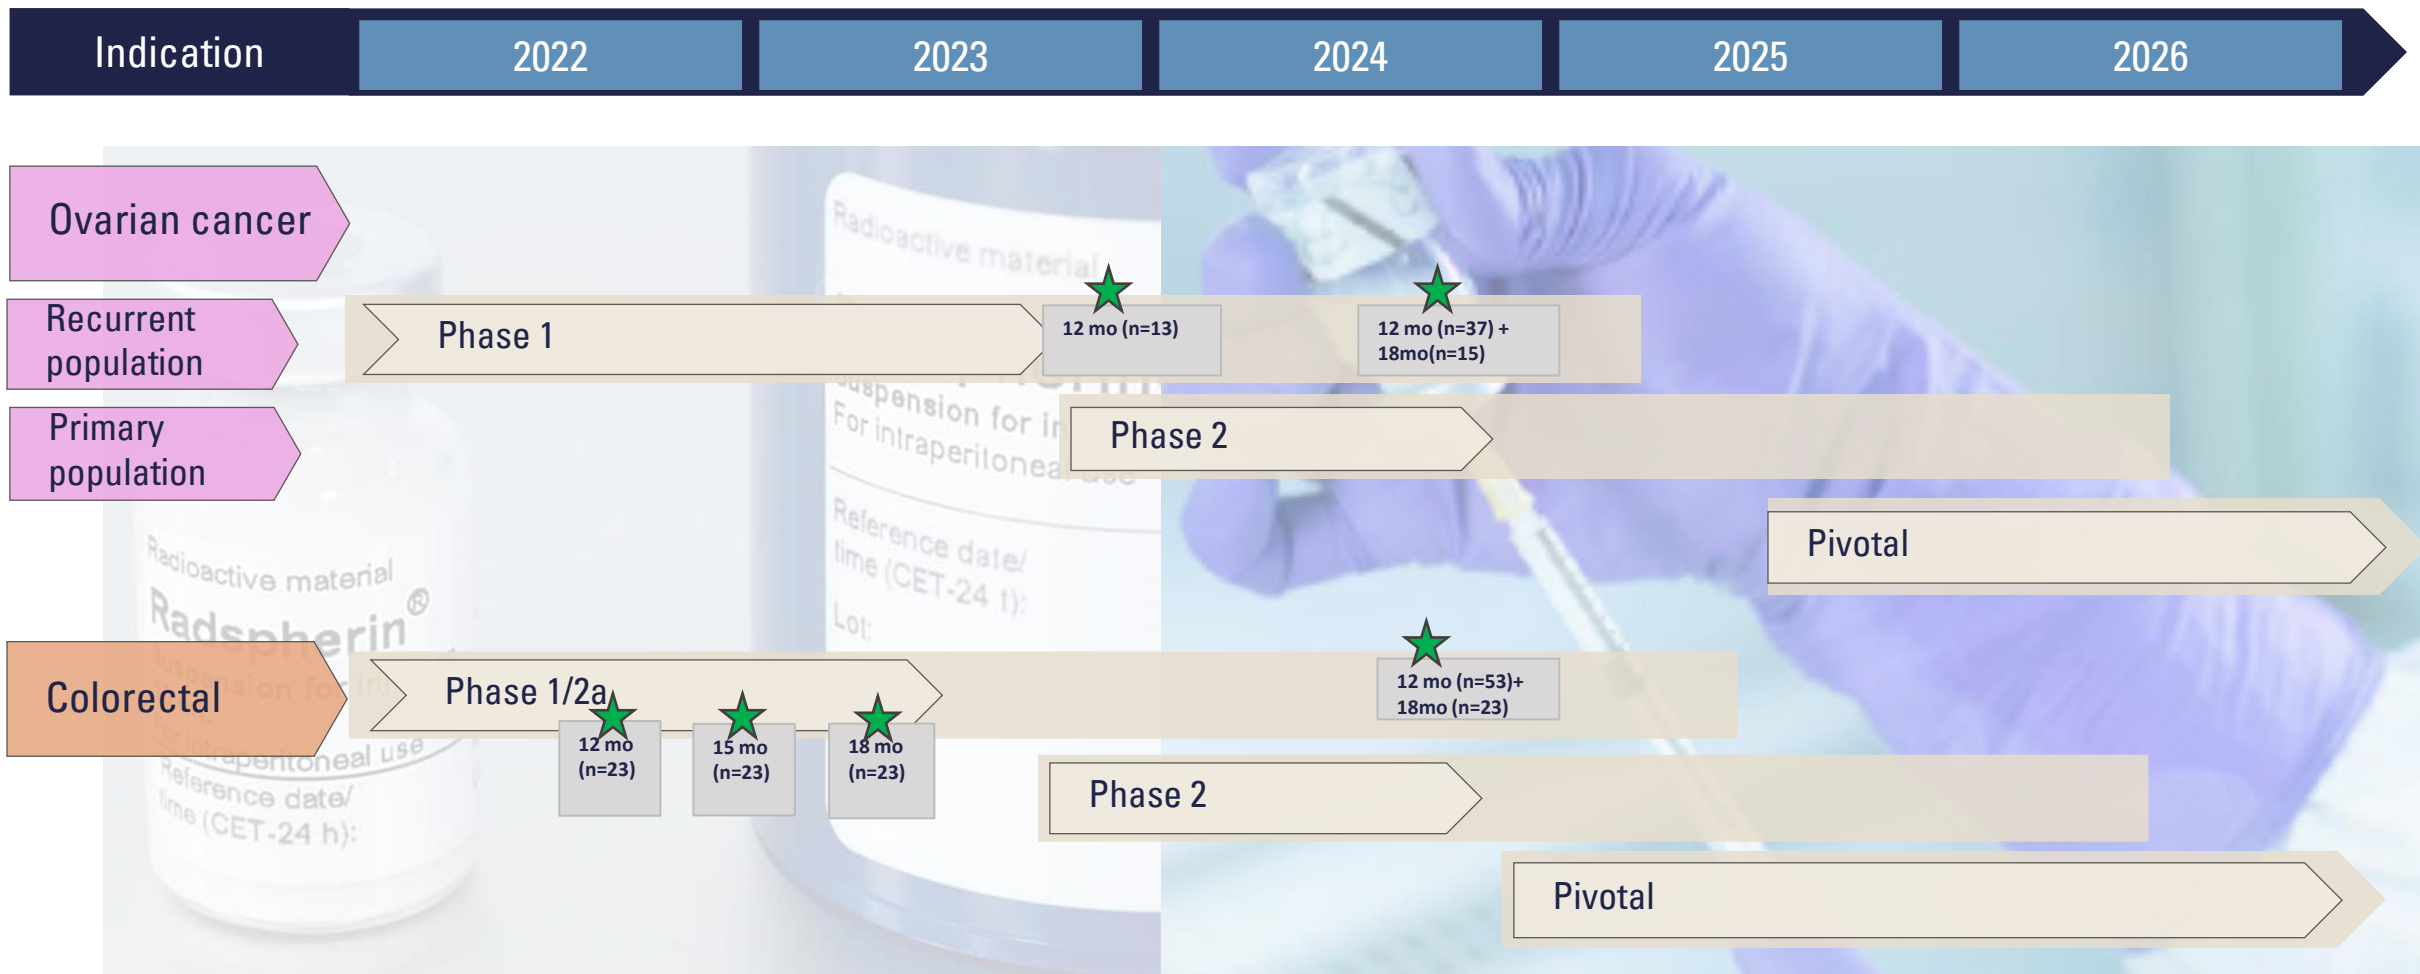 Indication
2022
2023
2024
2025
2026
Ovarian cancer
Recurrent
population
Phase 1
12 mo (n=13)
12 mo (n=37) +
18mo(n=15)
Primary
population
Phase 2
Pivotal
Colorectal
Phase 1/2a
12 mo
(n=23)
15 mo
(n=23)
18 mo
(n=23)
12 mo (n=53)+
18mo (n=23)
Phase 2
Pivotal
Radioactive material
Radspherin®
Suspension for inj
For intraperitoneal use
Reference date/
time (CET-24 h):
Radioactive material
Suspension for in
For intraperitoneal use
Reference date/
time (CET-24 t):
Lot: